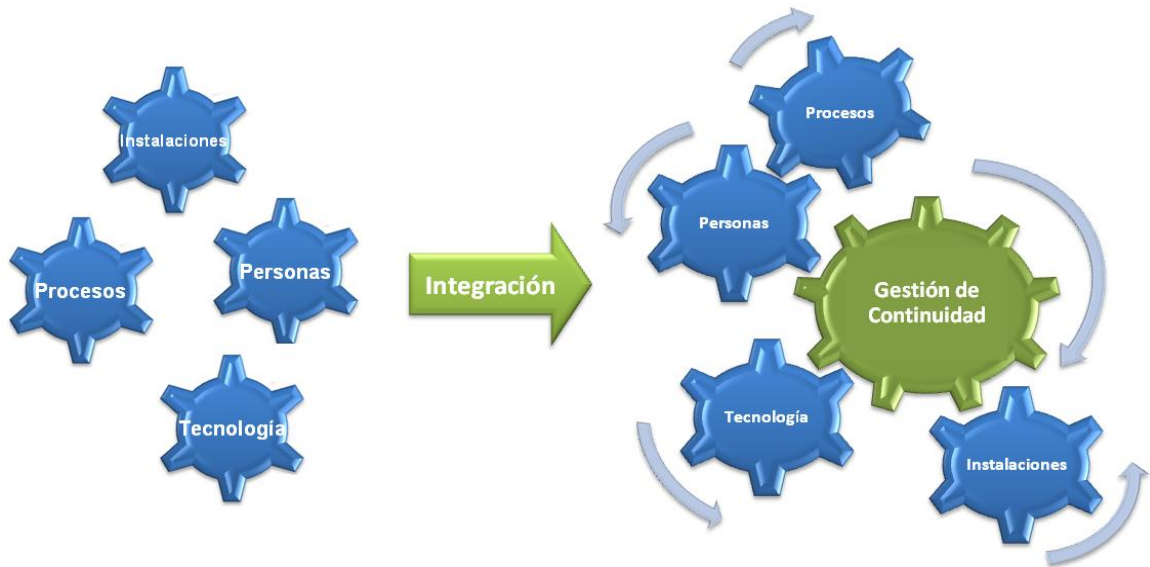 Instalaciones
Procesos
Personas
Tecnología
Integración
Procesos
Personas
Gestión de
Continuidad
Tecnología
Instalaciones